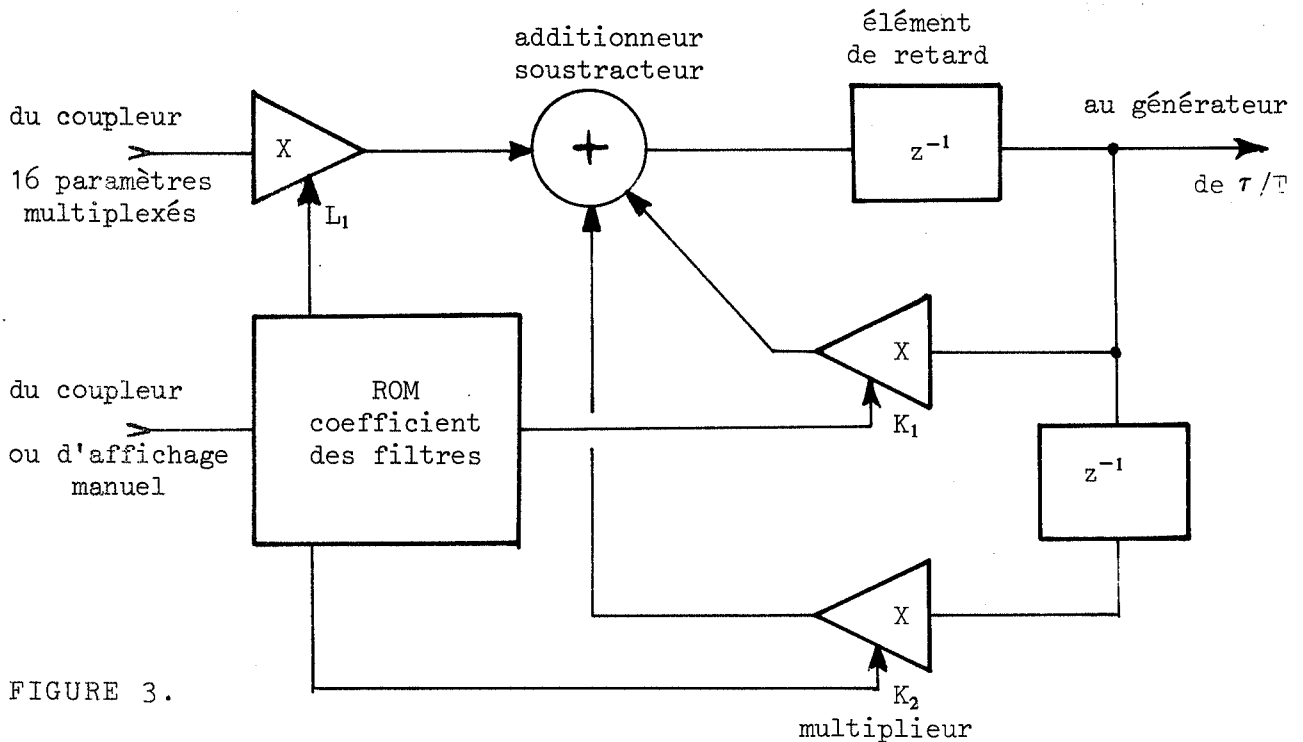 additionneur
soustracteur
élément
de retard
du coupleur
16 paramètres
multiplexés
X
+
z⁻¹
au générateur
de τ/T
L₁
du coupleur
ou d'affichage
manuel
ROM
coefficient
des filtres
X
K₁
z⁻¹
X
K₂
multiplieur
FIGURE 3.